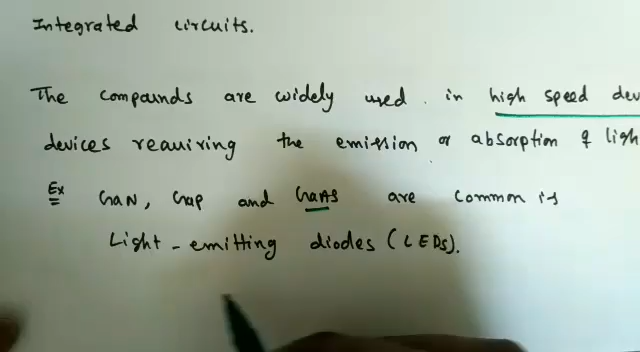 Integrated circuits.
The compounds are widely used. in high speed dev
devices requiring the emission or absorption of ligh
Ex GaN, GaP and GaAs are common is
Light-emitting diodes (LEDs).